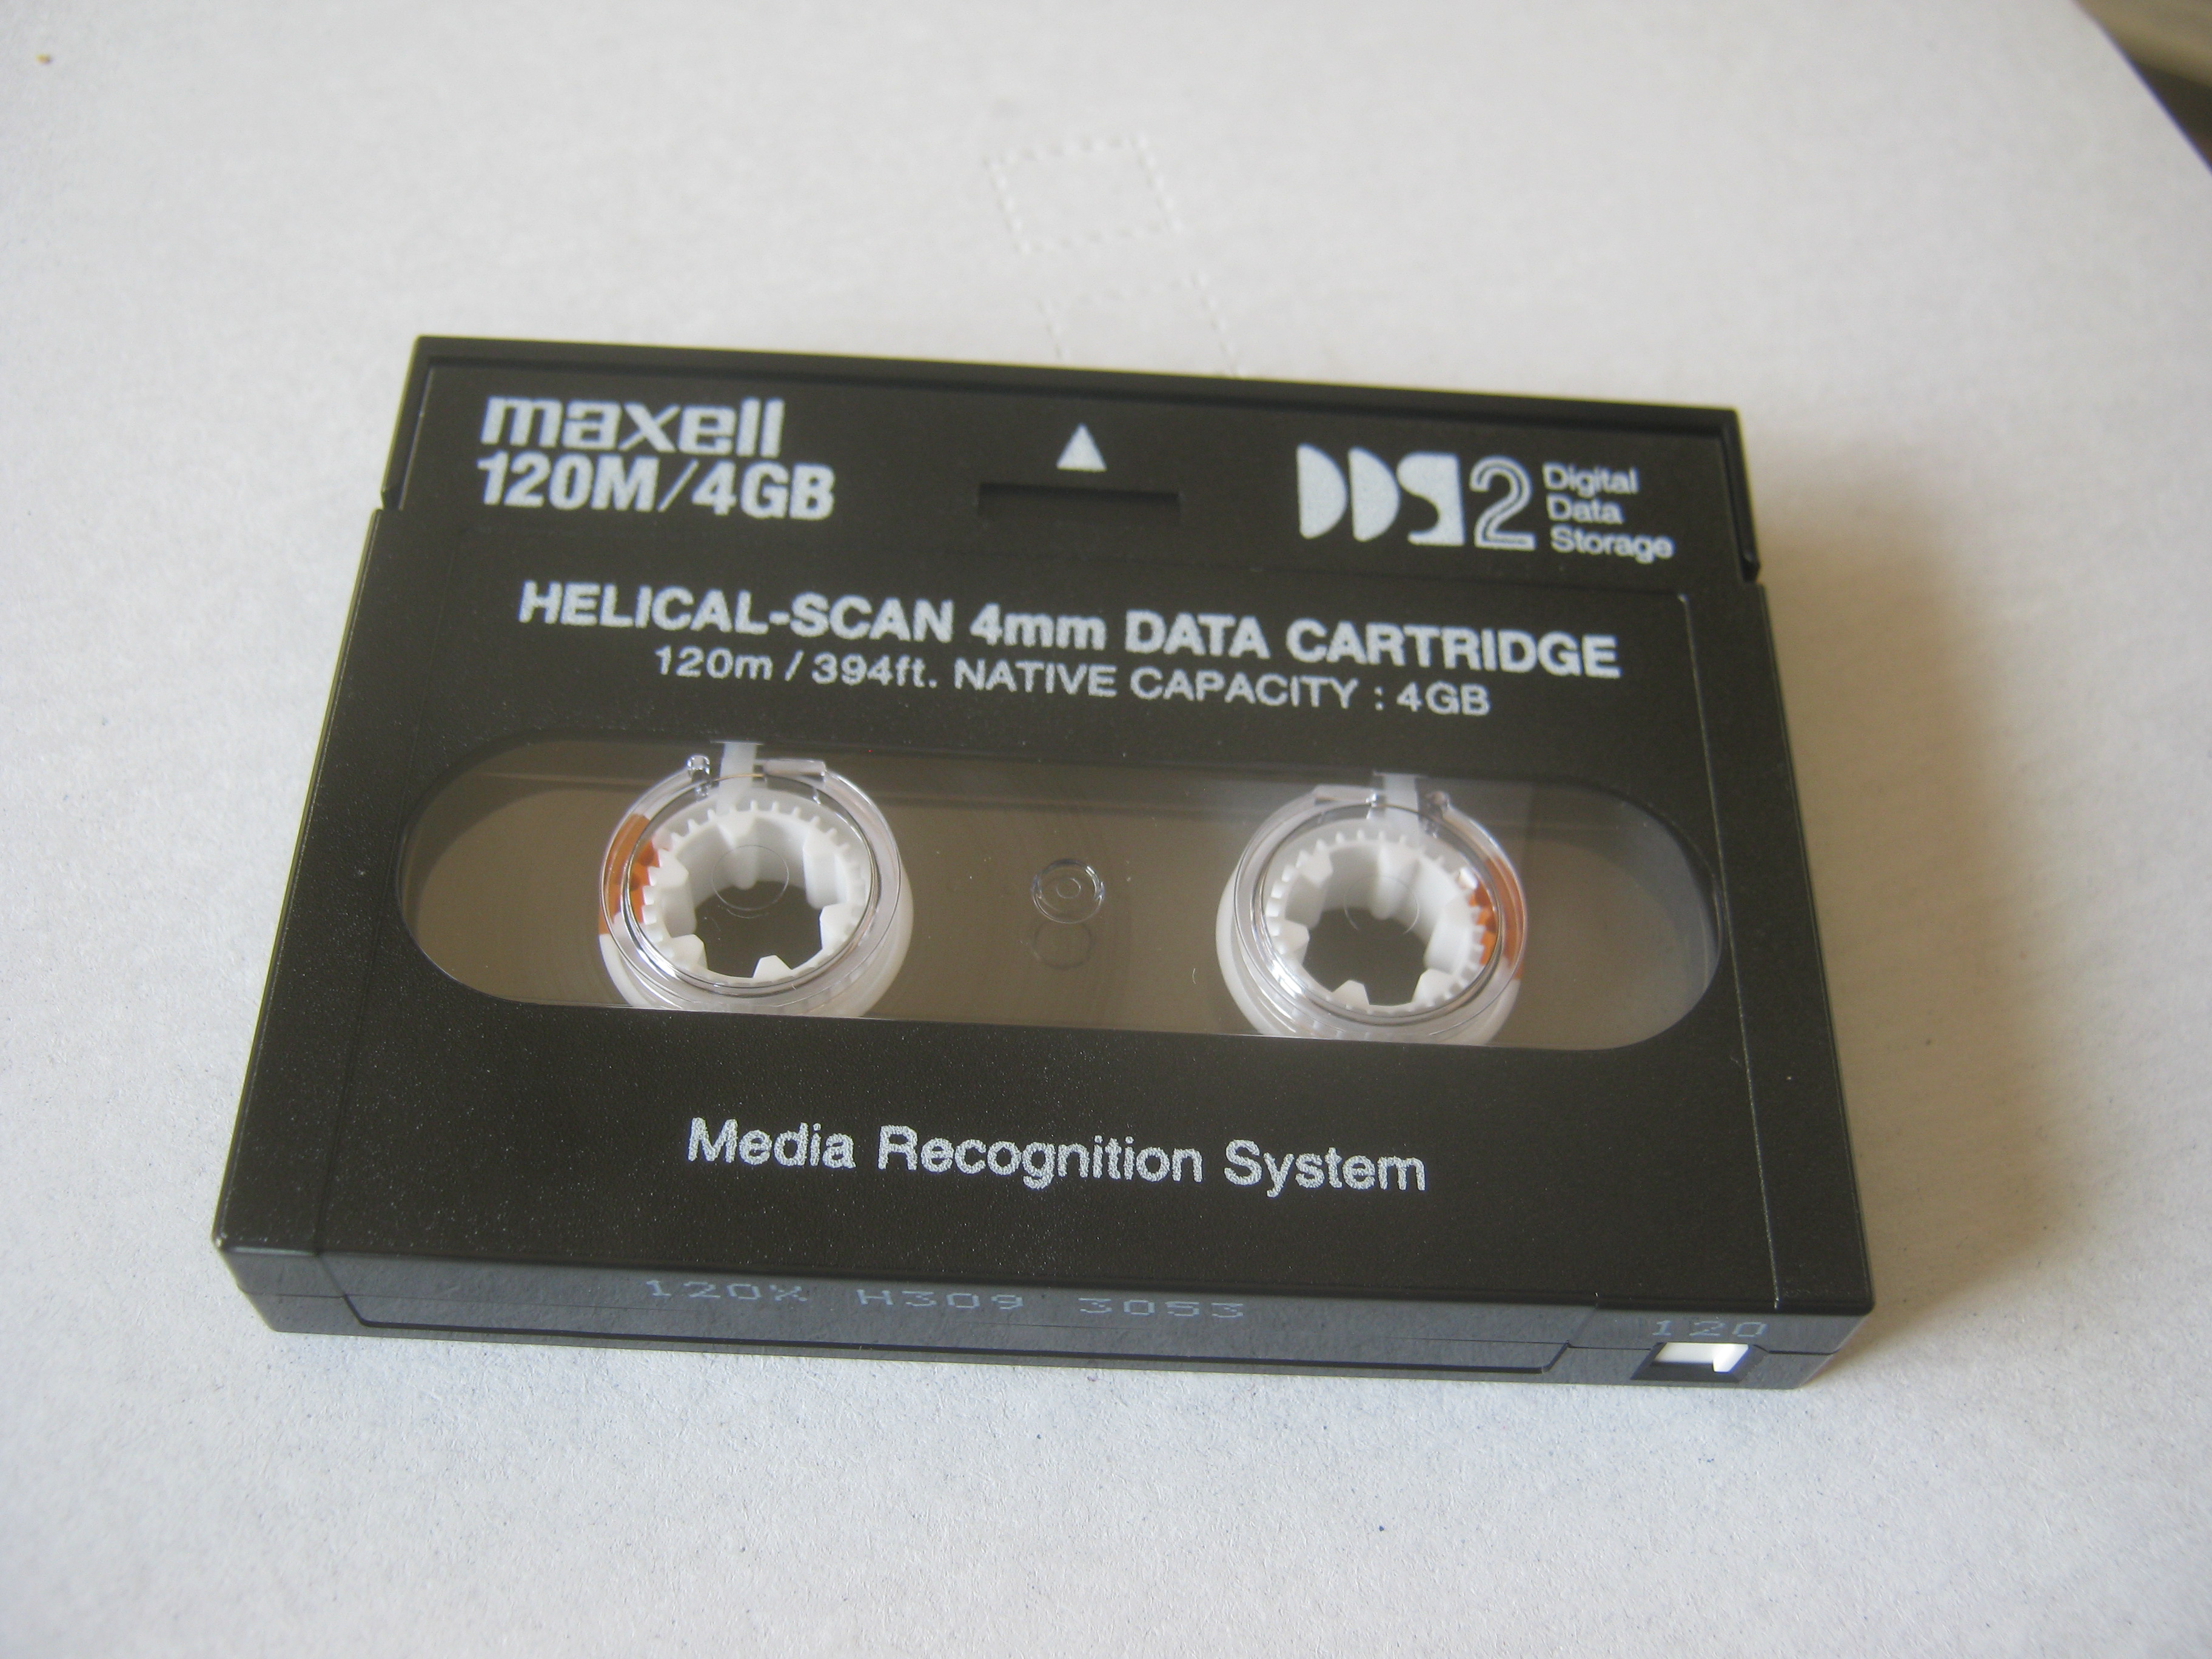 maxell
120M/4GB
DDS2
Digital
Data
Storage
HELICAL-SCAN 4mm DATA CARTRIDGE
120m / 394ft. NATIVE CAPACITY : 4GB
Media Recognition System
120% H309 3053
120